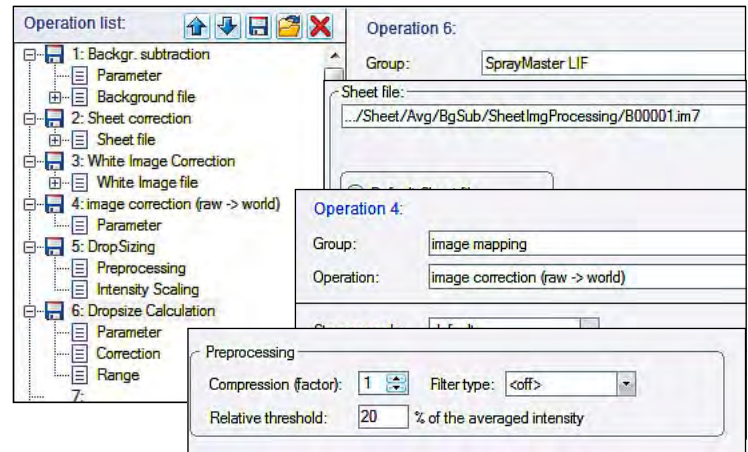 Operation list:
1: Backgr. subtraction
Parameter
Background file
2: Sheet correction
Sheet file
3: White Image Correction
White Image file
4: image correction (raw -> world)
Parameter
5: DropSizing
Preprocessing
Intensity Scaling
6: Dropsize Calculation
Parameter
Correction
Range
7:
Operation 6:
Group: SprayMaster LIF
Sheet file:
.../Sheet/Avg/BgSub/SheetImgProcessing/B00001.im7
Operation 4:
Group: image mapping
Operation: image correction (raw -> world)
Preprocessing
Compression (factor): 1 Filter type: <off>
Relative threshold: 20 % of the averaged intensity